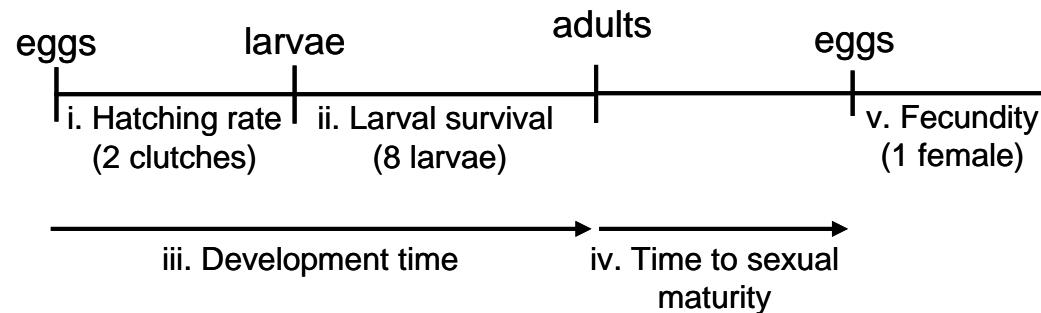 eggs larvae adults eggs
i. Hatching rate ii. Larval survival v. Fecundity
(2 clutches) (8 larvae) (1 female)
iii. Development time iv. Time to sexual
maturity